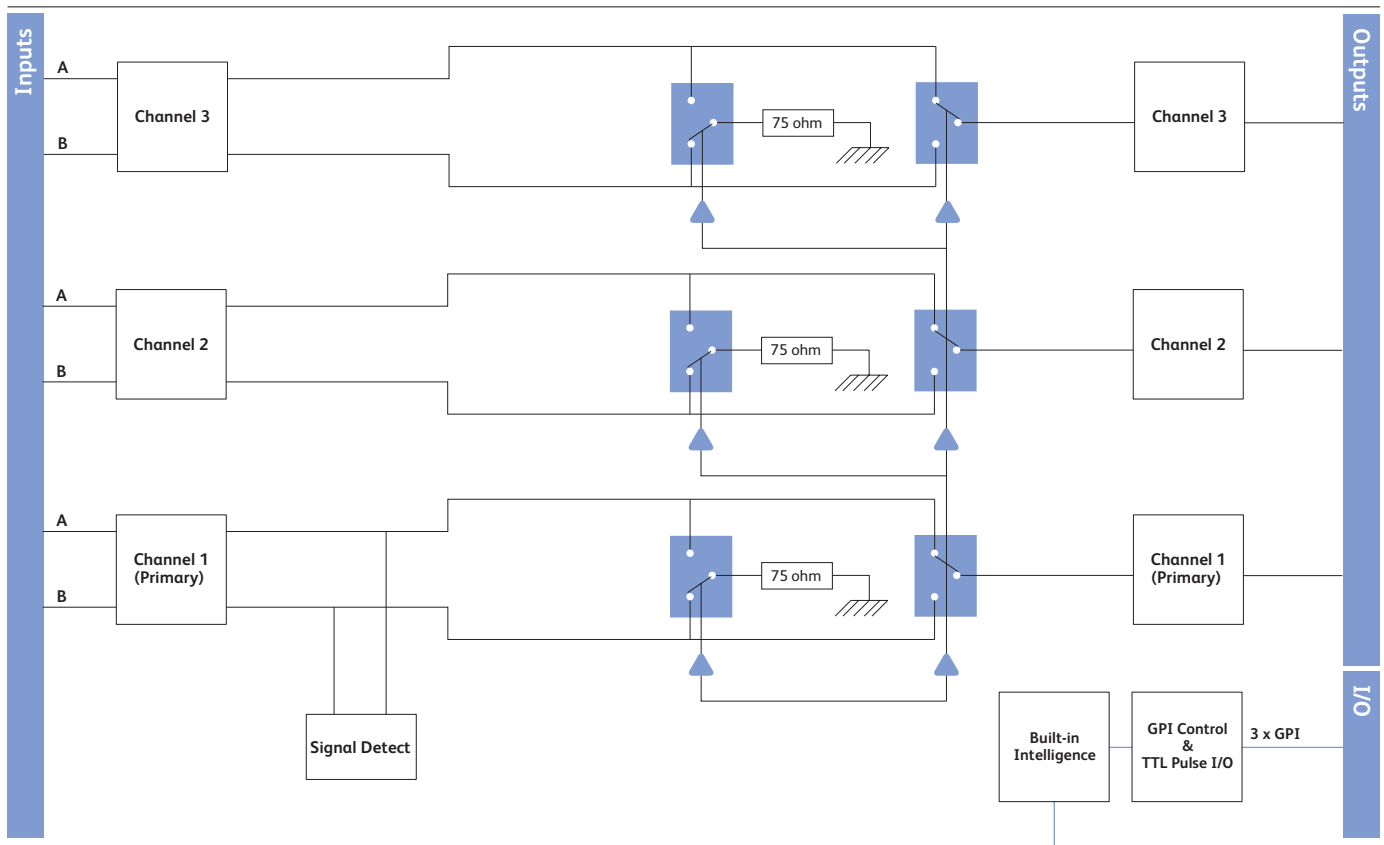 Inputs
Outputs
A
Channel 3
B
75 ohm
Channel 3
A
Channel 2
B
75 ohm
Channel 2
A
Channel 1
(Primary)
B
75 ohm
Channel 1
(Primary)
Signal Detect
Built-in
Intelligence
GPI Control
&
TTL Pulse I/O
3 x GPI
I/O